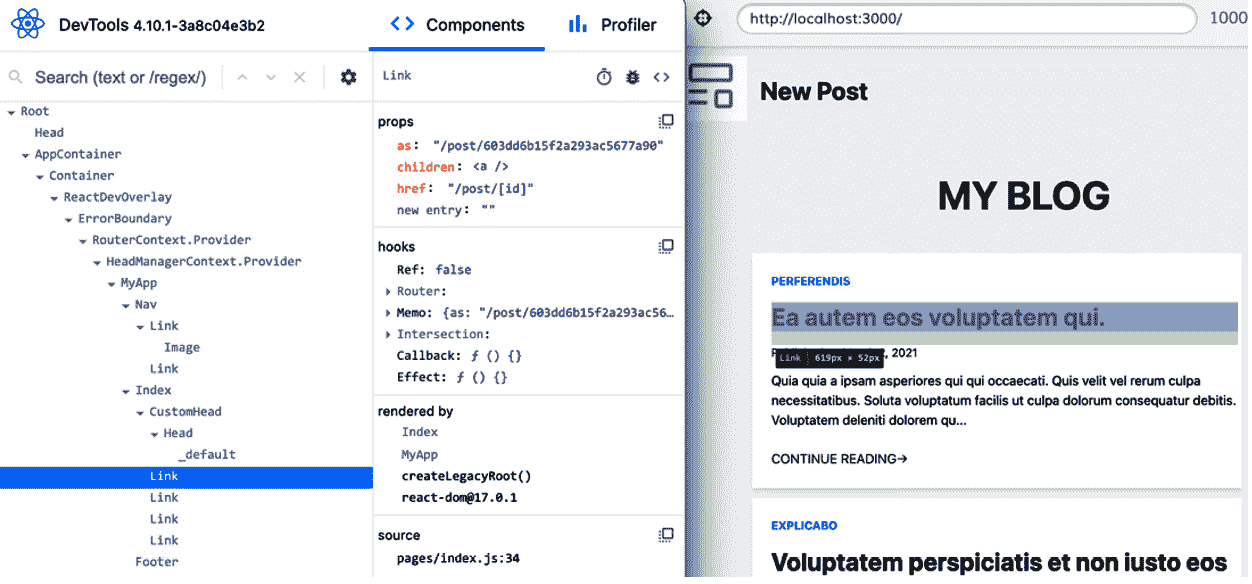 DevTools 4.10.1-3a8c04e3b2
Components
Profiler
Search (text or /regex/)
Root
Head
AppContainer
Container
ReactDevOverlay
ErrorBoundary
RouterContext.Provider
HeadManagerContext.Provider
MyApp
Nav
Link
Image
Link
Index
CustomHead
Head
_default
Link
Link
Link
Link
Footer
Link
props
as: "/post/603dd6b15f2a293ac5677a90"
children: <a />
href: "/post/[id]"
new entry: ""
hooks
Ref: false
Router:
Memo: {as: "/post/603dd6b15f2a293ac56…
Intersection:
Callback: ƒ () {}
Effect: ƒ () {}
rendered by
Index
MyApp
createLegacyRoot()
react-dom@17.0.1
source
pages/index.js:34
http://localhost:3000/
1000
New Post
MY BLOG
PERFERENDIS
Ea autem eos voluptatem qui.
2021
Link 619px × 52px
Quia quia a ipsam asperiores qui qui occaecati. Quis velit vel rerum culpa
necessitatibus. Soluta voluptatum facilis ut culpa dolorum consequatur debitis.
Voluptatem deleniti dolorem qu...
CONTINUE READING→
EXPLICABO
Voluptatem perspiciatis et non iusto eos